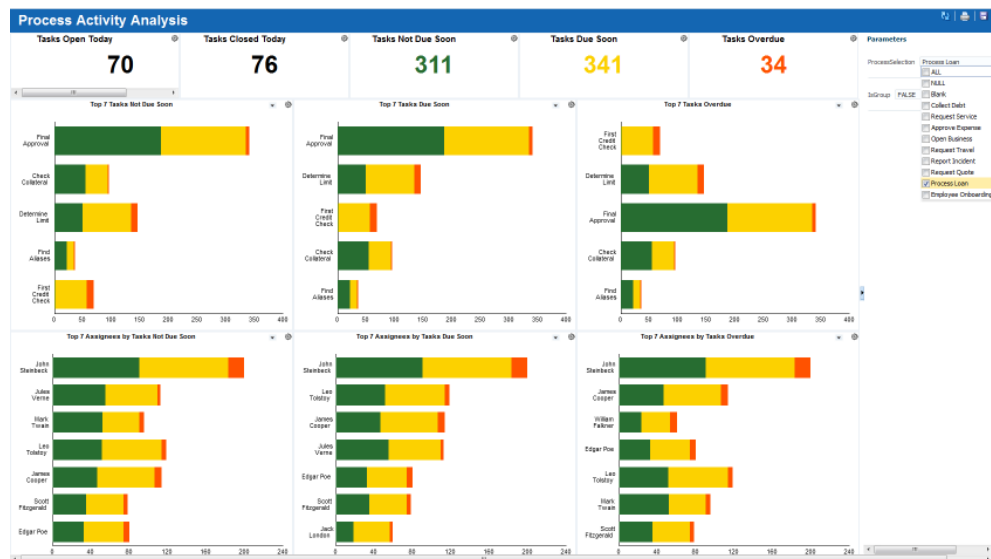 Process Activity Analysis
Tasks Open Today
Tasks Closed Today
Tasks Not Due Soon
Tasks Due Soon
Tasks Overdue
70
76
311
341
34
Parameters
ProcessSelection
Process Loan
ALL
NULL
IsGroup
FALSE
Blank
Collect Debt
Request Service
Approve Expense
Open Business
Request Travel
Report Incident
Request Quote
Process Loan
Employee Onboarding
Top 7 Tasks Not Due Soon
Final
Approval
Check
Collateral
Determine
Limit
Find
Aliases
First
Credit
Check
0 50 100 150 200 250 300 350 400
Top 7 Tasks Due Soon
Final
Approval
Determine
Limit
First
Credit
Check
Check
Collateral
Find
Aliases
0 50 100 150 200 250 300 350 400
Top 7 Tasks Overdue
First
Credit
Check
Determine
Limit
Final
Approval
Check
Collateral
Find
Aliases
0 50 100 150 200 250 300 350 400
Top 7 Assignees by Tasks Not Due Soon
John
Steinbeck
Jules
Verne
Mark
Twain
Leo
Tolstoy
James
Cooper
Scott
Fitzgerald
Edgar Poe
0 40 80 120 160 200 240
Top 7 Assignees by Tasks Due Soon
John
Steinbeck
Leo
Tolstoy
James
Cooper
Jules
Verne
Edgar Poe
Scott
Fitzgerald
Jack
London
0 40 80 120 160 200 240
Top 7 Assignees by Tasks Overdue
John
Steinbeck
James
Cooper
William
Falkner
Edgar Poe
Leo
Tolstoy
Mark
Twain
Scott
Fitzgerald
0 40 80 120 160 200 240